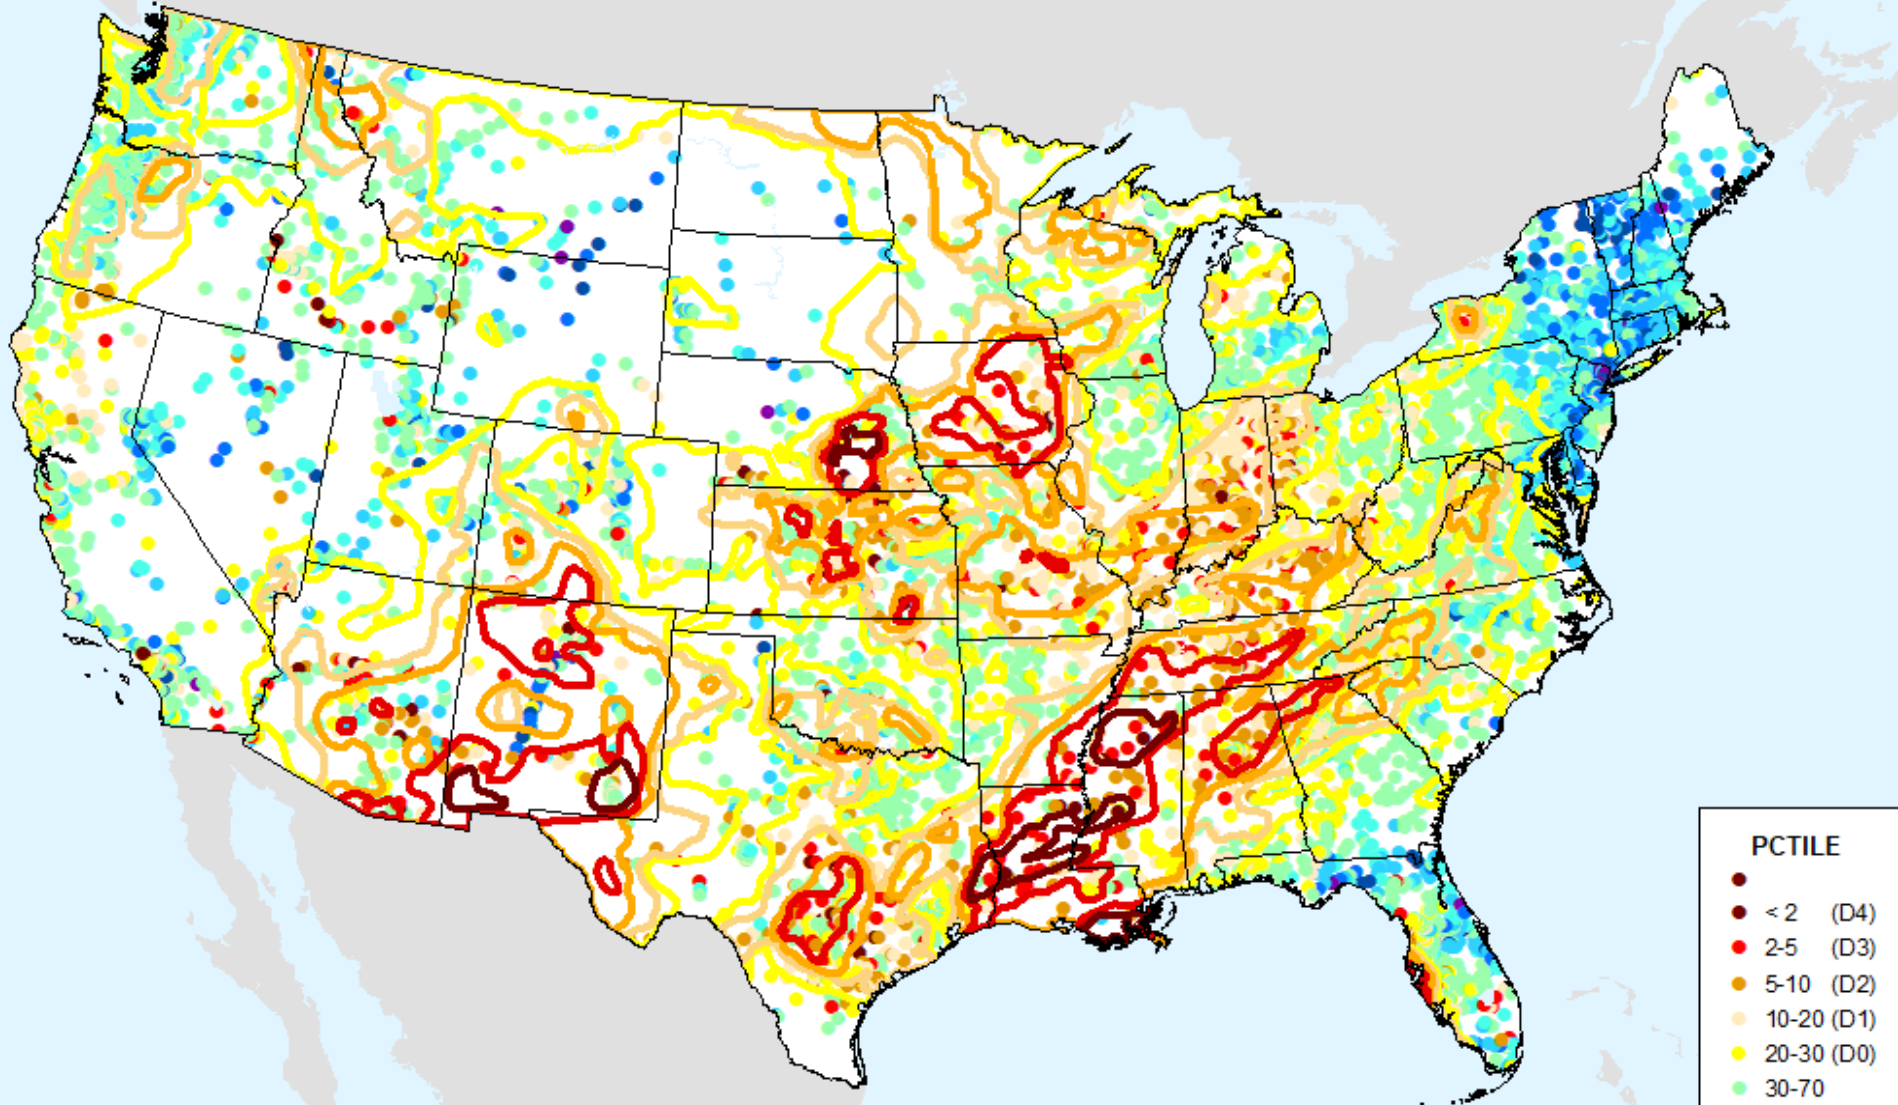 PCTILE
< 2 (D4)
2-5 (D3)
5-10 (D2)
10-20 (D1)
20-30 (D0)
30-70